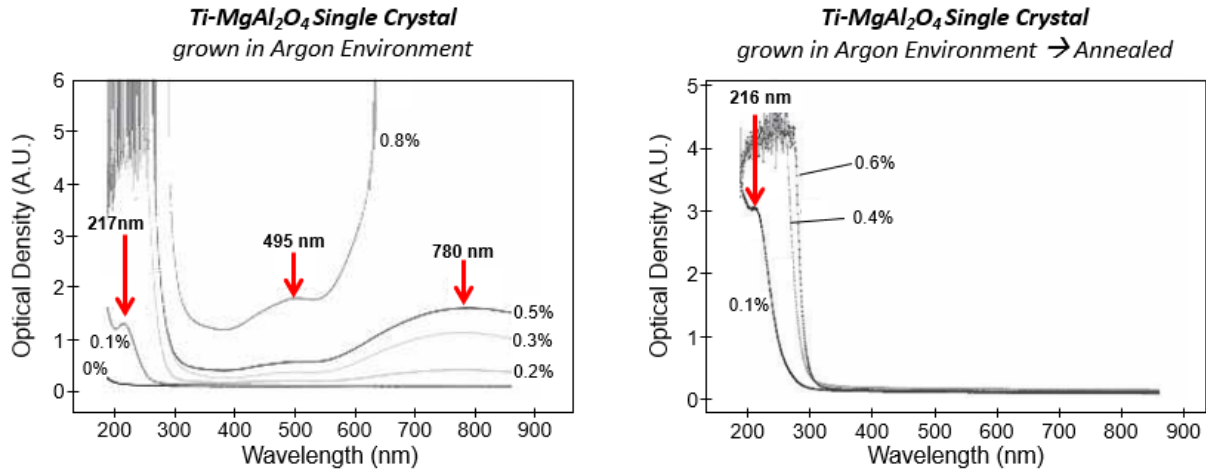 Ti-MgAl₂O₄ Single Crystal
grown in Argon Environment
6
5
4
3
2
1
0
Optical Density (A.U.)
217nm
495 nm
780 nm
0.8%
0.5%
0.3%
0.2%
0.1%
0%
200 300 400 500 600 700 800 900
Wavelength (nm)
Ti-MgAl₂O₄ Single Crystal
grown in Argon Environment → Annealed
5
4
3
2
1
0
Optical Density (A.U.)
216 nm
0.6%
0.4%
0.1%
200 300 400 500 600 700 800 900
Wavelength (nm)